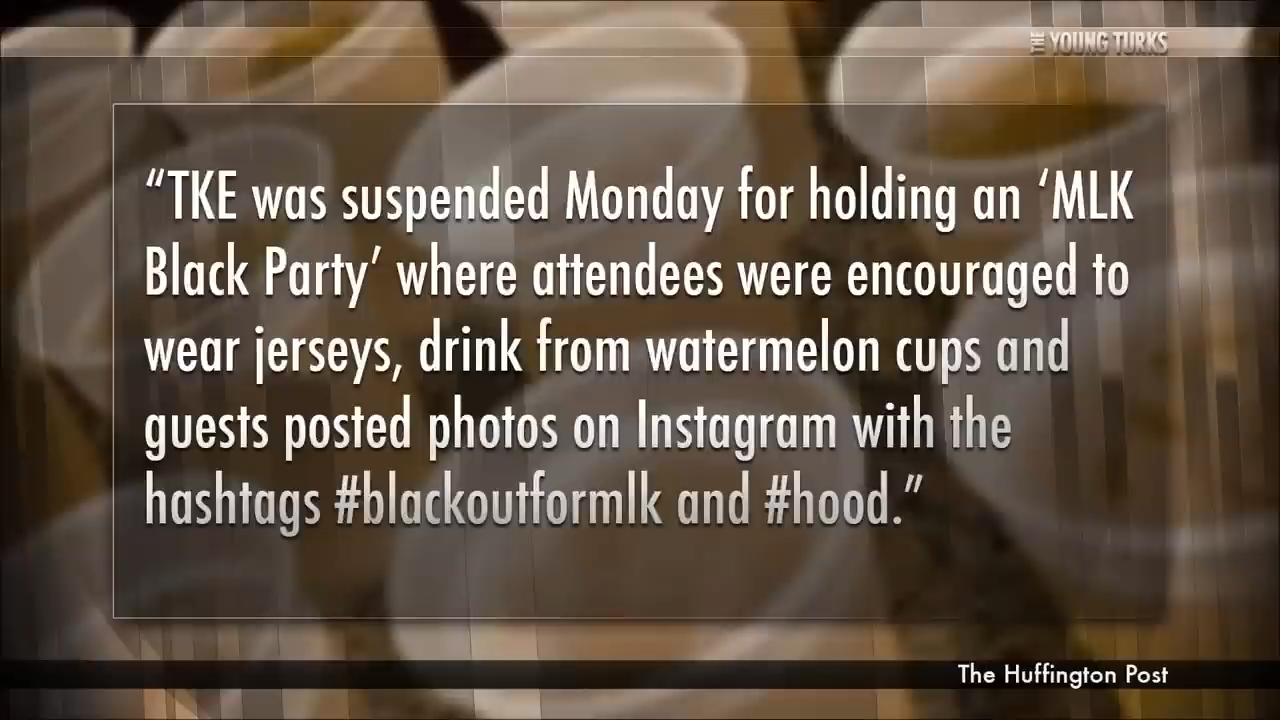 THE YOUNG TURKS
“TKE was suspended Monday for holding an ‘MLK
Black Party’ where attendees were encouraged to
wear jerseys, drink from watermelon cups and
guests posted photos on Instagram with the
hashtags #blackoutformlk and #hood.”
The Huffington Post